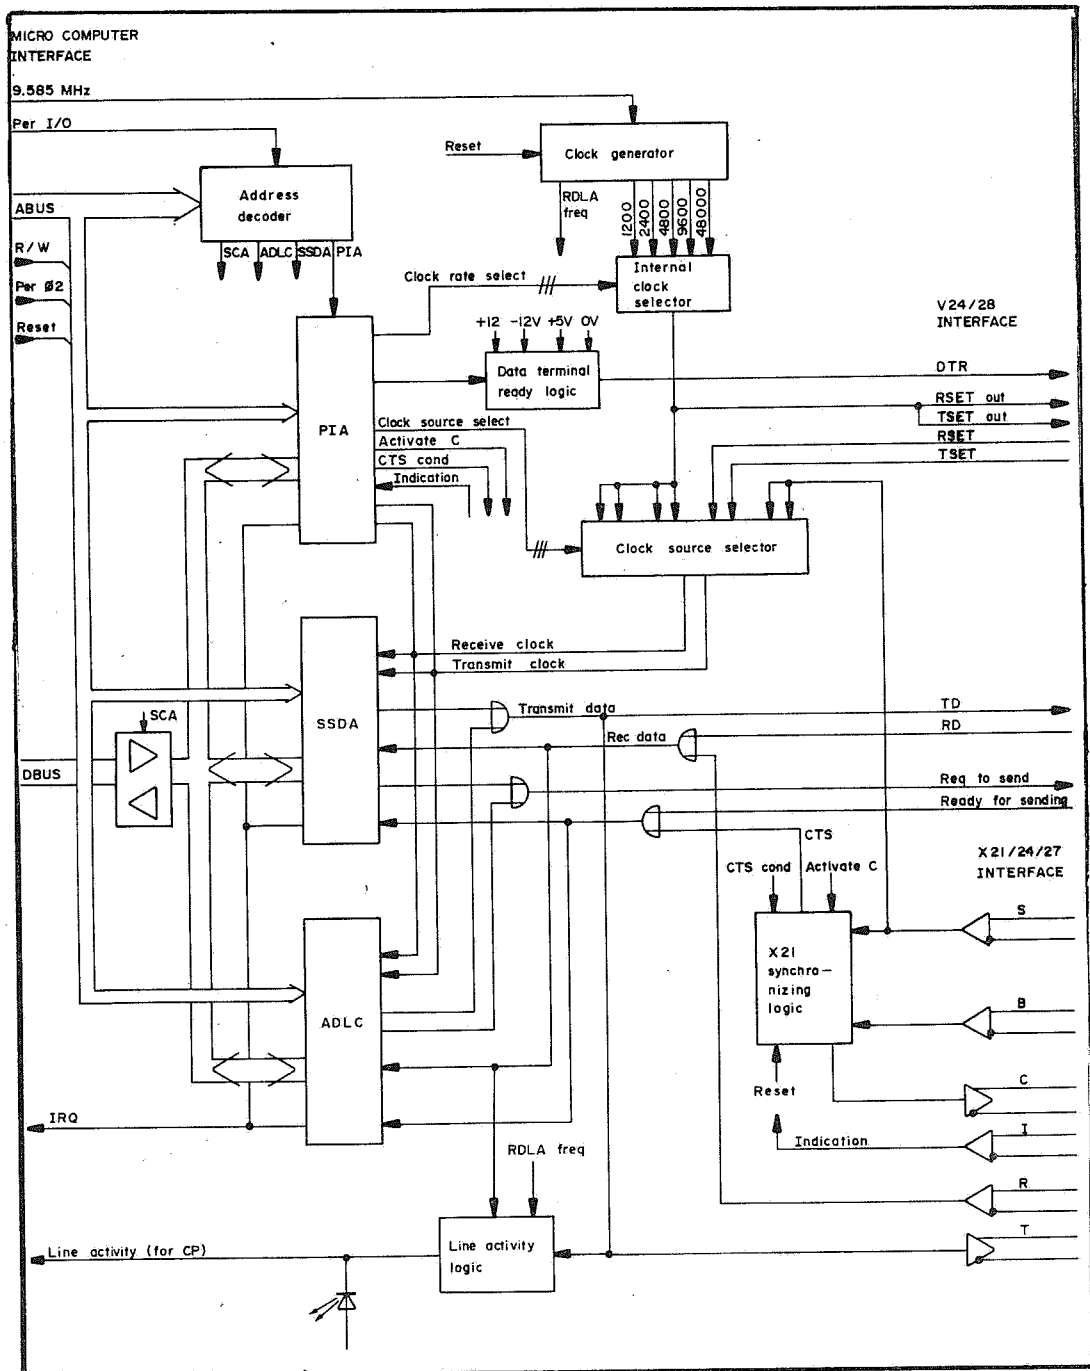 MICRO COMPUTER
INTERFACE
9.585 MHz
Per I/O
Reset
Clock generator
Address
decoder
RDLA
freq
1200
2400
4800
9600
48000
ABUS
R/W
Per Ø2
Reset
SCA
ADLC
SSDA
PIA
Clock rate select
Internal
clock
selector
+12
-12V
+5V
0V
V24/28
INTERFACE
Data terminal
ready logic
DTR
RSET out
TSET out
RSET
TSET
PIA
Clock source select
Activate C
CTS cond
Indication
Clock source selector
Receive clock
Transmit clock
SCA
SSDA
Transmit data
TD
Rec data
RD
DBUS
Req to send
Ready for sending
CTS
X21/24/27
INTERFACE
CTS cond
Activate C
S
X21
synchro-
nizing
logic
B
ADLC
C
Reset
IRQ
Indication
I
RDLA freq
R
T
Line activity (for CP)
Line activity
logic